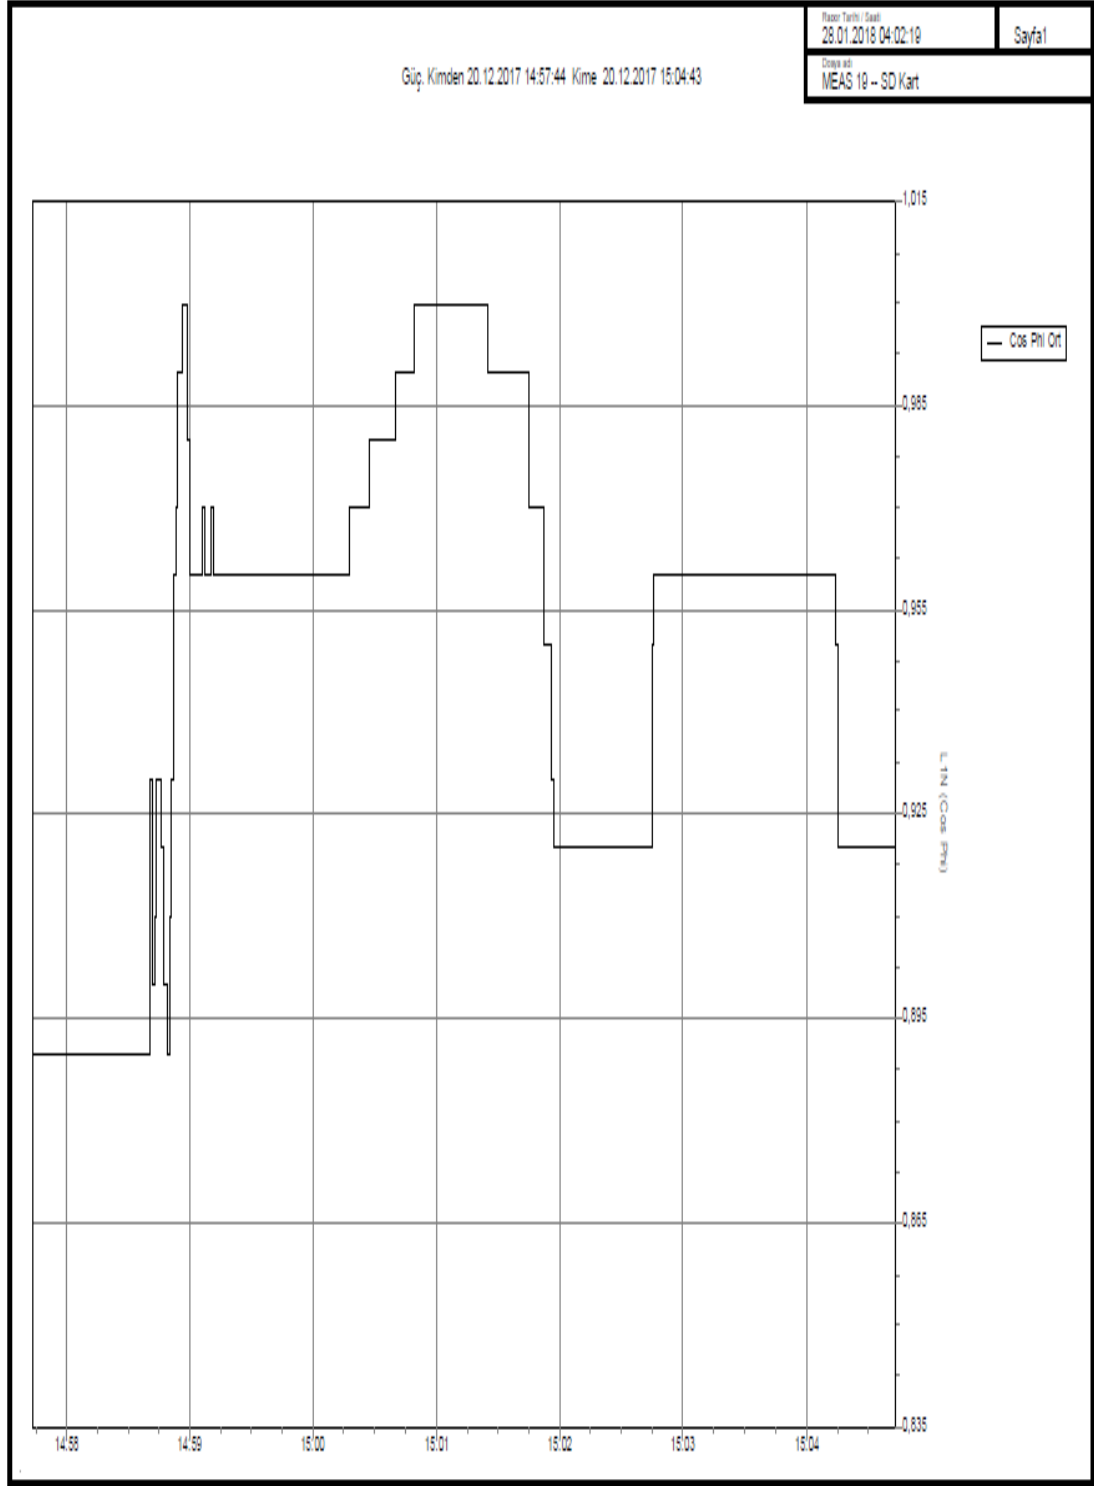 Rapor Tarihi / Saati
28.01.2018 04:02:19
Sayfa1
Dosya adı
MEAS 19 -- SD Kart
Güç. Kimden 20.12.2017 14:57:44 Kime 20.12.2017 15:04:43
1,015
0,985
0,955
0,925
0,895
0,865
0,835
Cos Phi Ort
L1N (Cos Phi)
14:58
14:59
15:00
15:01
15:02
15:03
15:04